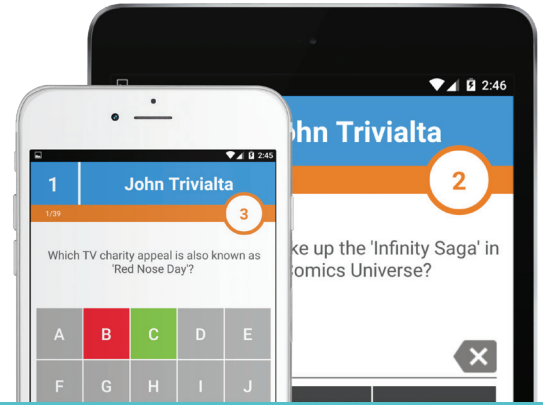 2:46
hn Trivialta
2
ke up the 'Infinity Saga' in
omics Universe?
2:45
1
John Trivialta
1/39
3
Which TV charity appeal is also known as
'Red Nose Day'?
A B C D E
F G H I J